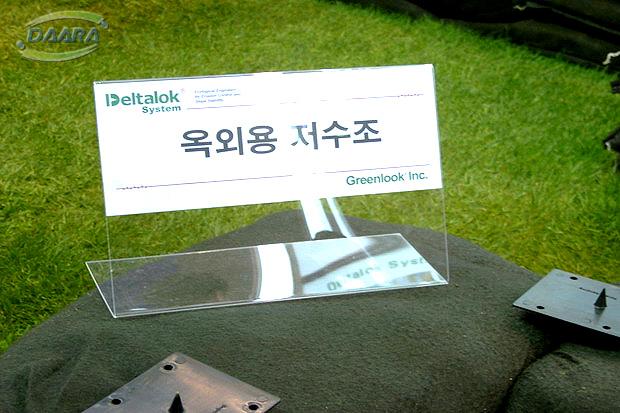 DAARA
Deltalok
System
옥외용 저수조
Greenlook Inc.